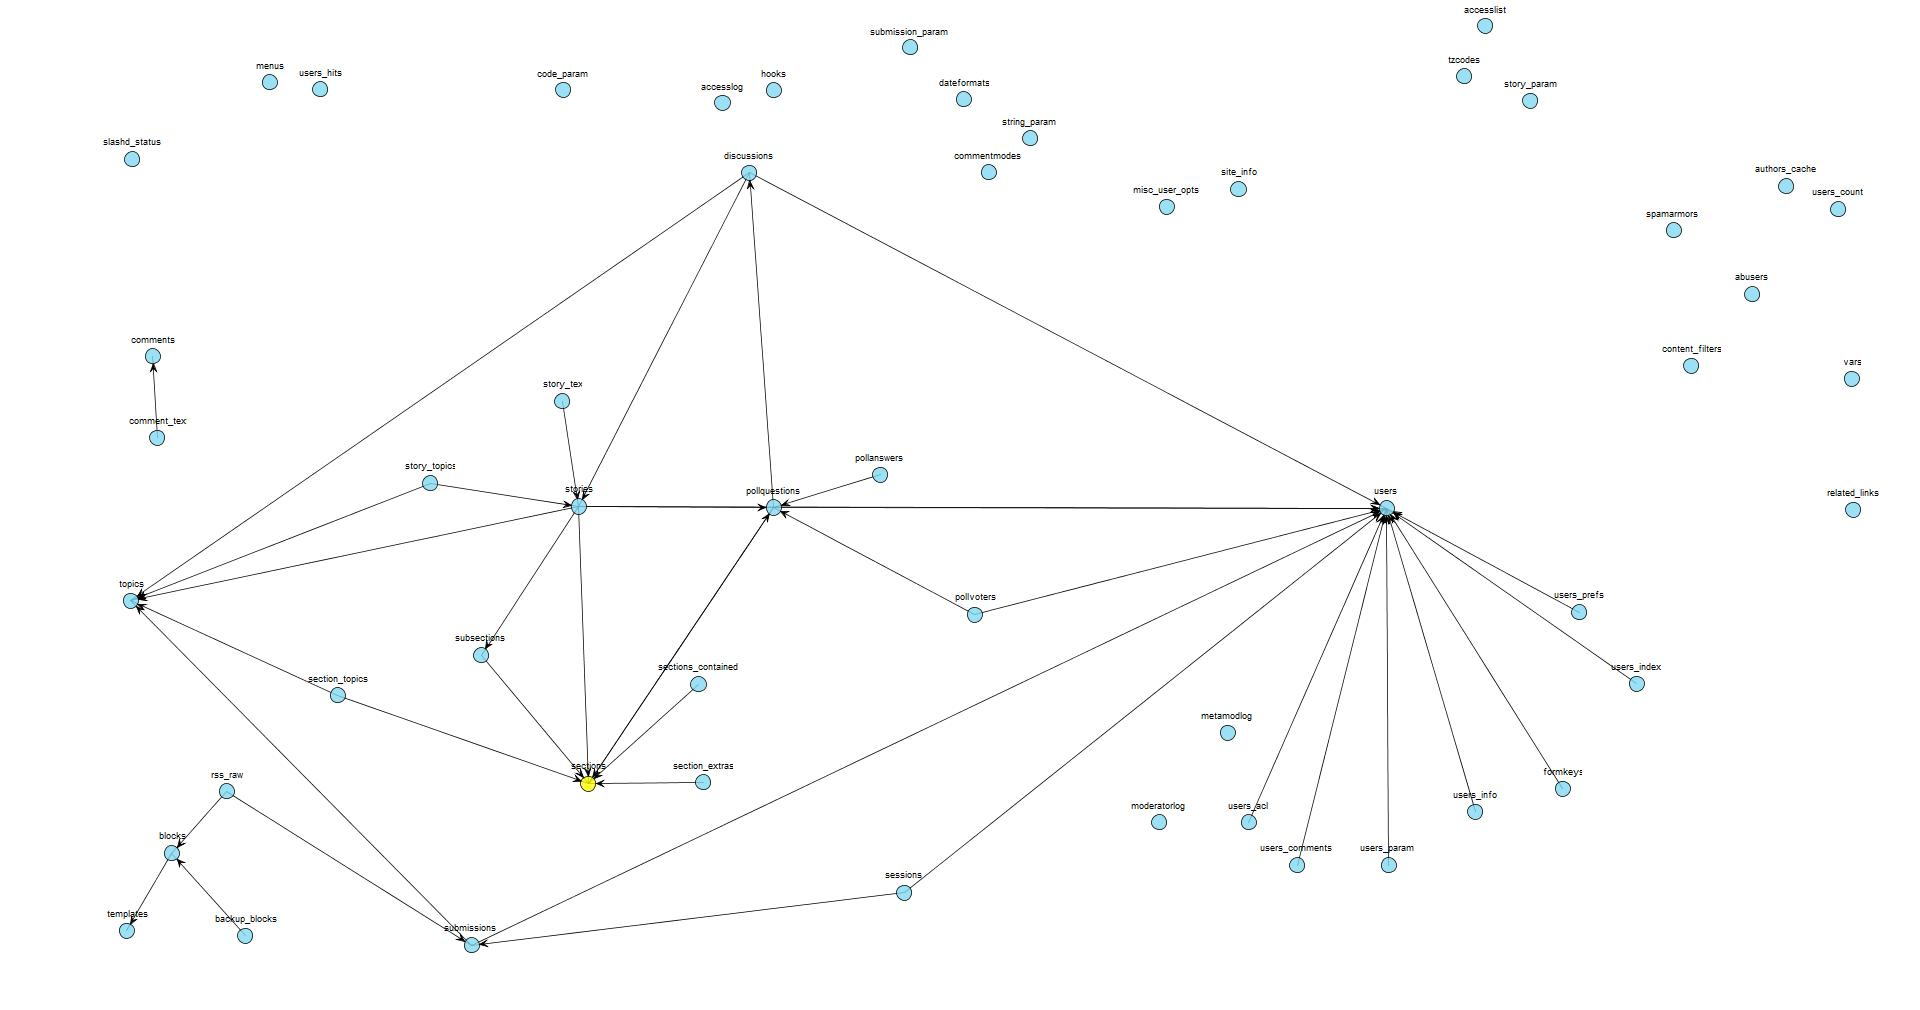 accesslist
submission_param
tzcodes
menus
users_hits
code_param
hooks
accesslog
dateformats
story_param
string_param
slashd_status
discussions
commentmodes
site_info
authors_cache
misc_user_opts
users_count
spamarmors
abusers
comments
content_filters
vars
story_tex
comment_tex
pollanswers
story_topics
stories
pollquestions
users
related_links
topics
users_prefs
pollvoters
subsections
sections_contained
users_index
section_topics
metamodlog
sections
section_extras
rss_raw
formkeys
users_info
moderatorlog
users_acl
blocks
users_comments
users_param
sessions
templates
backup_blocks
submissions